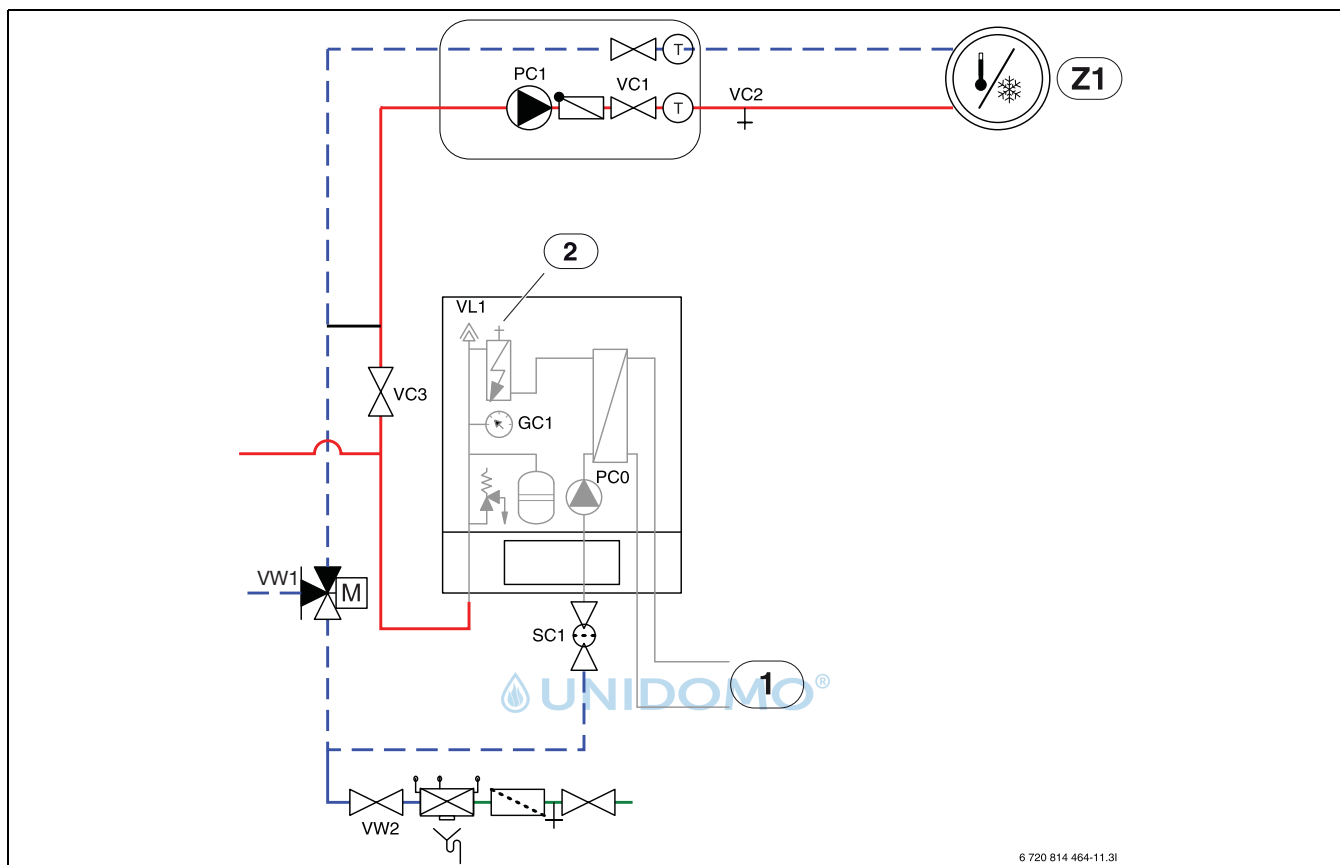 T
PC1
VC1
T
VC2
Z1
2
VL1
VC3
GC1
PC0
VW1
M
SC1
1
UNIDOMO®
VW2
6 720 814 464-11.3I